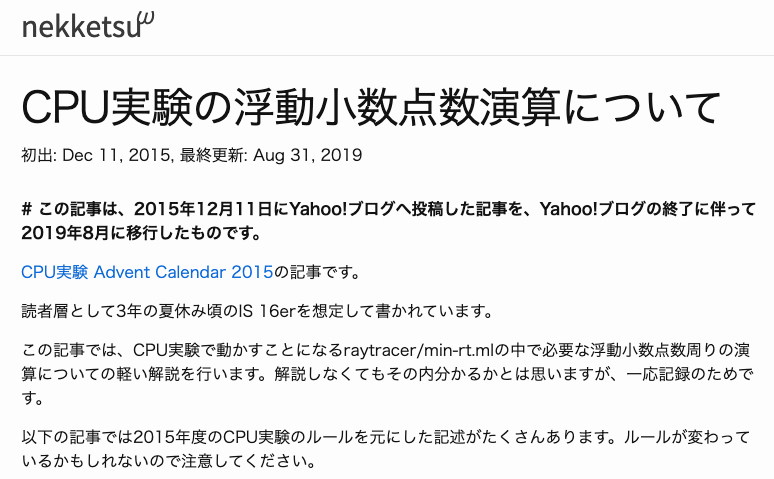 nekketsuω
CPU実験の浮動小数点数演算について
初出: Dec 11, 2015, 最終更新: Aug 31, 2019
# この記事は、2015年12月11日にYahoo!ブログへ投稿した記事を、Yahoo!ブログの終了に伴って
2019年8月に移行したものです。
CPU実験 Advent Calendar 2015の記事です。
読者層として3年の夏休み頃のIS 16erを想定して書かれています。
この記事では、CPU実験で動かすことになるraytracer/min-rt.mlの中で必要な浮動小数点数周りの演
算についての軽い解説を行います。解説しなくてもその内分かるかとは思いますが、一応記録のためで
す。
以下の記事では2015年度のCPU実験のルールを元にした記述がたくさんあります。ルールが変わって
いるかもしれないので注意してください。